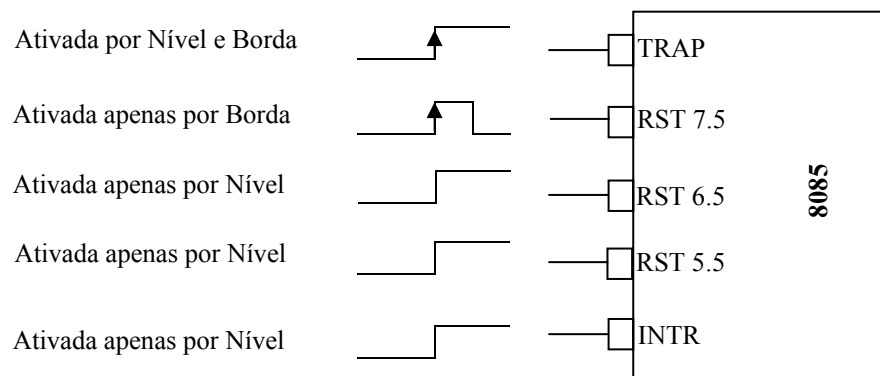 Ativada por Nível e Borda
TRAP
Ativada apenas por Borda
RST 7.5
Ativada apenas por Nível
RST 6.5
Ativada apenas por Nível
RST 5.5
Ativada apenas por Nível
INTR
8085